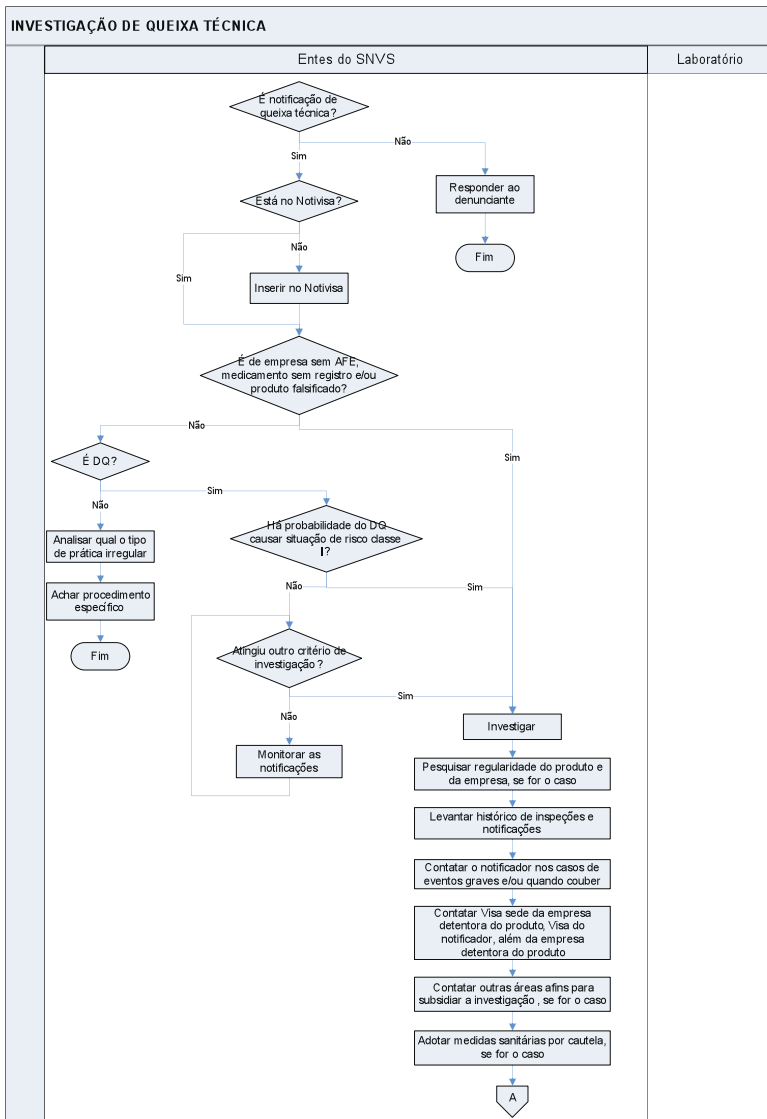 INVESTIGAÇÃO DE QUEIXA TÉCNICA
Entes do SNVS
Laboratório
É notificação de
queixa técnica?
Não
Sim
Responder ao
denunciante
Está no Notivisa?
Fim
Não
Sim
Inserir no Notivisa
É de empresa sem AFE,
medicamento sem registro e/ou
produto falsificado?
Não
Sim
É DQ?
Sim
Não
Há probabilidade do DQ
causar situação de risco classe
I?
Analisar qual o tipo
de prática irregular
Não
Sim
Achar procedimento
específico
Fim
Atingiu outro critério de
investigação?
Sim
Não
Investigar
Monitorar as
notificações
Pesquisar regularidade do produto e
da empresa, se for o caso
Levantar histórico de inspeções e
notificações
Contatar o notificador nos casos de
eventos graves e/ou quando couber
Contatar Visa sede da empresa
detentora do produto, Visa do
notificador, além da empresa
detentora do produto
Contatar outras áreas afins para
subsidiar a investigação , se for o caso
Adotar medidas sanitárias por cautela,
se for o caso
A